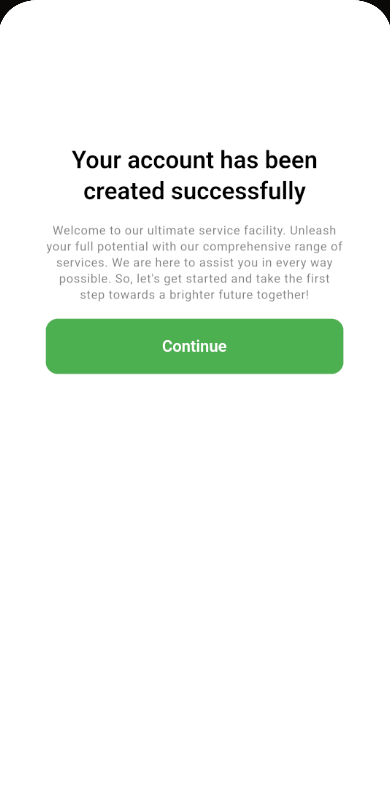 Your account has been
created successfully
Welcome to our ultimate service facility. Unleash
your full potential with our comprehensive range of
services. We are here to assist you in every way
possible. So, let's get started and take the first
step towards a brighter future together!
Continue